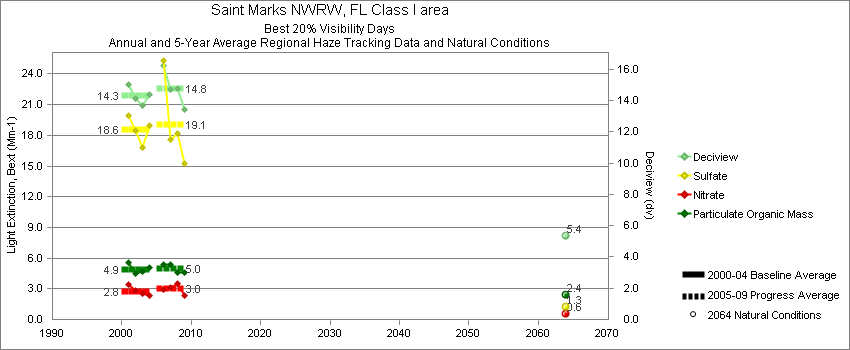 Saint Marks NWRW, FL Class I area
Best 20% Visibility Days
Annual and 5-Year Average Regional Haze Tracking Data and Natural Conditions
Light Extinction, Bext (Mm-1)
24.0
21.0
18.0
15.0
12.0
9.0
6.0
3.0
0.0
14.3
14.8
18.6
19.1
4.9
5.0
2.8
3.0
5.4
2.4
1.3
0.6
16.0
14.0
12.0
10.0
8.0
6.0
4.0
2.0
0.0
Deciview (dv)
1990 2000 2010 2020 2030 2040 2050 2060 2070
Deciview
Sulfate
Nitrate
Particulate Organic Mass
2000-04 Baseline Average
2005-09 Progress Average
2064 Natural Conditions